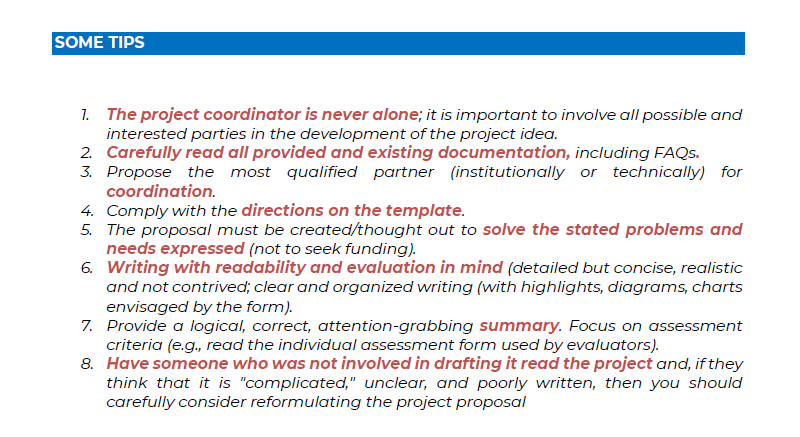 SOME TIPS
1. The project coordinator is never alone; it is important to involve all possible and
interested parties in the development of the project idea.
2. Carefully read all provided and existing documentation, including FAQs.
3. Propose the most qualified partner (institutionally or technically) for
coordination.
4. Comply with the directions on the template.
5. The proposal must be created/thought out to solve the stated problems and
needs expressed (not to seek funding).
6. Writing with readability and evaluation in mind (detailed but concise, realistic
and not contrived; clear and organized writing (with highlights, diagrams, charts
envisaged by the form).
7. Provide a logical, correct, attention-grabbing summary. Focus on assessment
criteria (e.g., read the individual assessment form used by evaluators).
8. Have someone who was not involved in drafting it read the project and, if they
think that it is "complicated," unclear, and poorly written, then you should
carefully consider reformulating the project proposal